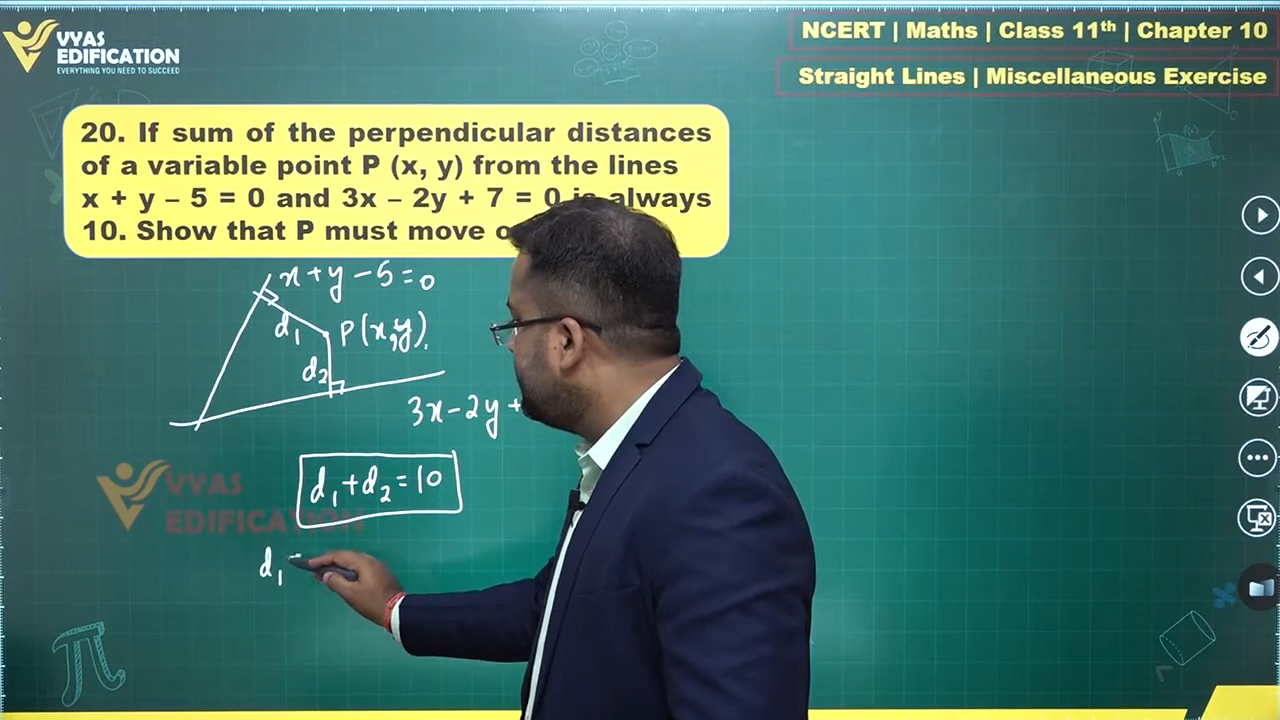 VYAS
EDIFICATION
EVERYTHING YOU NEED TO SUCCEED
NCERT | Maths | Class 11th | Chapter 10
Straight Lines | Miscellaneous Exercise
20. If sum of the perpendicular distances
of a variable point P (x, y) from the lines
x + y – 5 = 0 and 3x – 2y + 7 = 0 is always
10. Show that P must move
x+y-5=0
d₁
P(x,y).
d₂
3x-2y+
d₁+d₂=10
VYAS
EDIFICATION
d₁